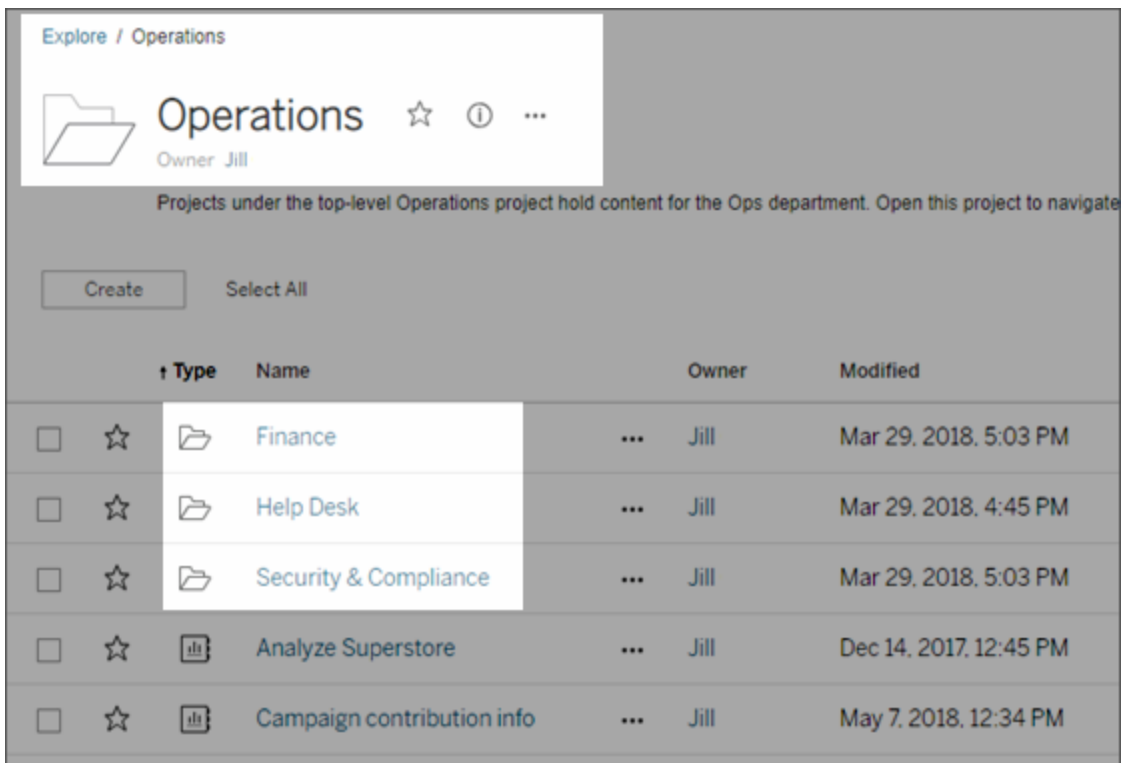 Explore / Operations
Operations
Owner Jill
Projects under the top-level Operations project hold content for the Ops department. Open this project to navigate
Create Select All
↑ Type Name Owner Modified
Finance ••• Jill Mar 29, 2018, 5:03 PM
Help Desk ••• Jill Mar 29, 2018, 4:45 PM
Security & Compliance ••• Jill Mar 29, 2018, 5:03 PM
Analyze Superstore ••• Jill Dec 14, 2017, 12:45 PM
Campaign contribution info ••• Jill May 7, 2018, 12:34 PM